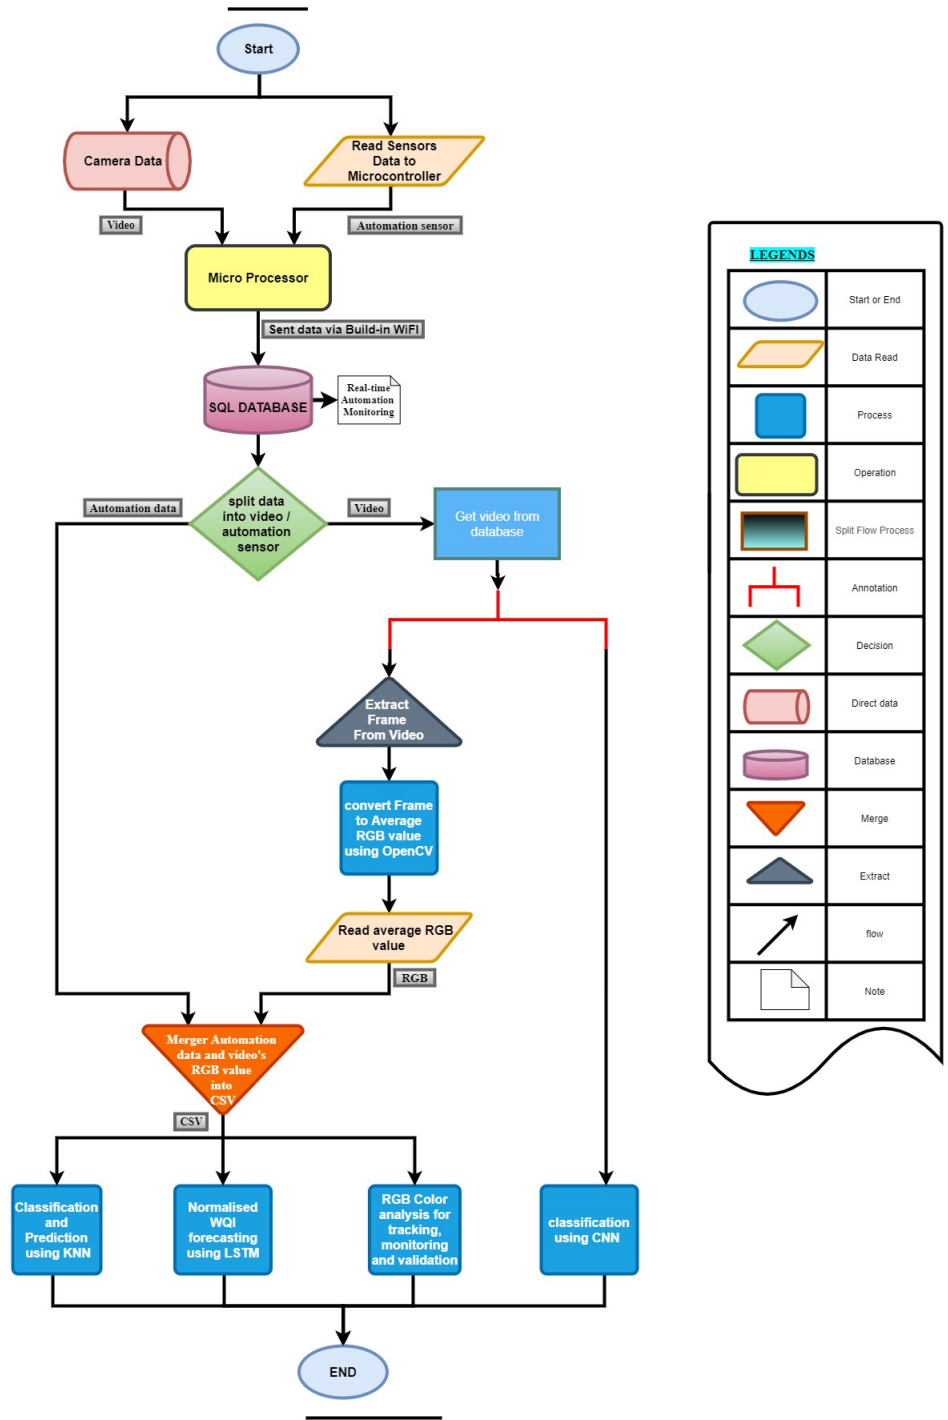 Start
Camera Data
Read Sensors
Data to
Microcontroller
Video
Automation sensor
Micro Processor
Sent data via Build-in WiFI
SQL DATABASE
Real-time
Automation
Monitoring
split data
into video /
automation
sensor
Automation data
Video
Get video from
database
Extract
Frame
From Video
convert Frame
to Average
RGB value
using OpenCV
Read average RGB
value
RGB
Merger Automation
data and video's
RGB value
into
CSV
CSV
Classification
and
Prediction
using KNN
Normalised
WQI
forecasting
using LSTM
RGB Color
analysis for
tracking,
monitoring
and validation
classification
using CNN
END
LEGENDS
Start or End
Data Read
Process
Operation
Split Flow Process
Annotation
Decision
Direct data
Database
Merge
Extract
flow
Note